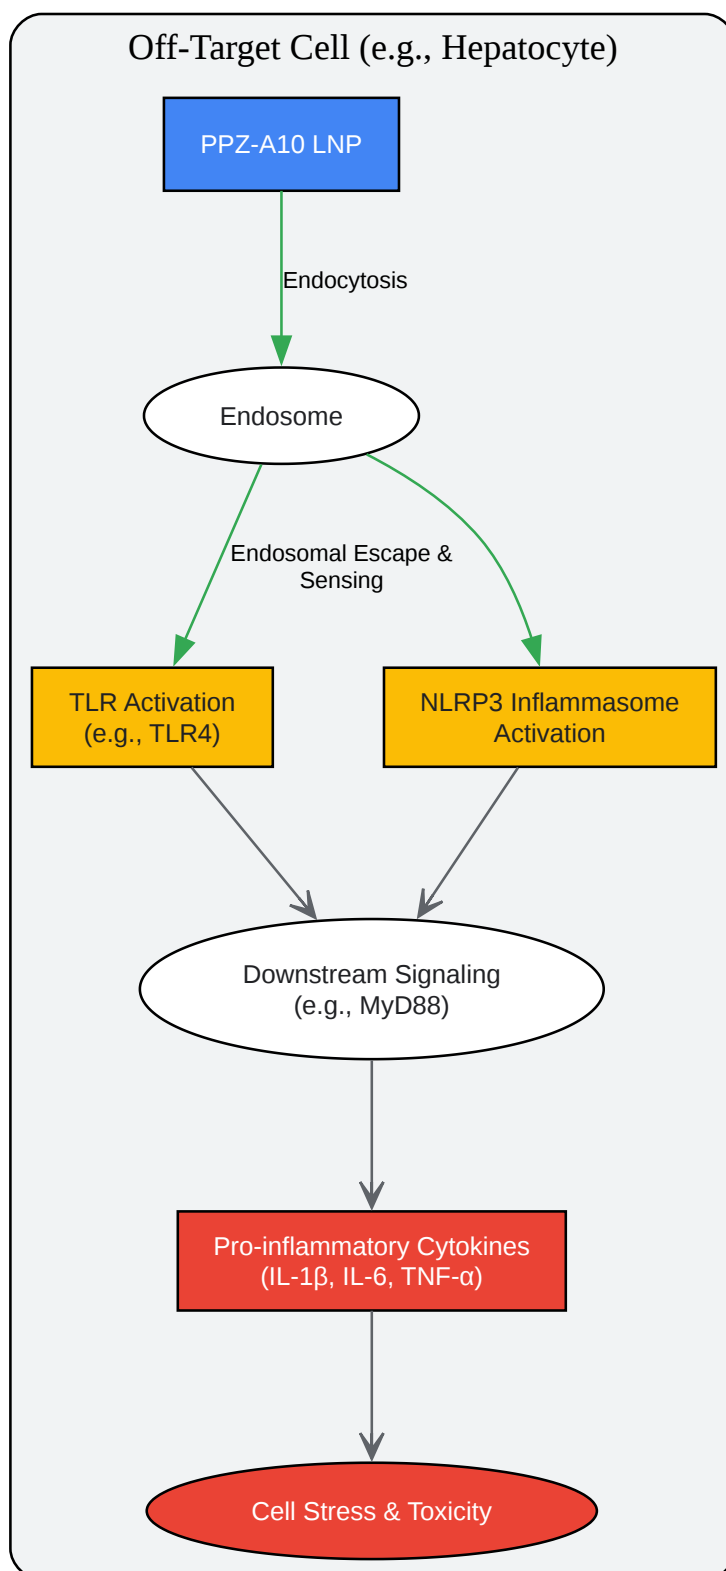 Off-Target Cell (e.g., Hepatocyte)
PPZ-A10 LNP
Endocytosis
Endosome
Endosomal Escape &
Sensing
TLR Activation
(e.g., TLR4)
NLRP3 Inflammasome
Activation
Downstream Signaling
(e.g., MyD88)
Pro-inflammatory Cytokines
(IL-1β, IL-6, TNF-α)
Cell Stress & Toxicity